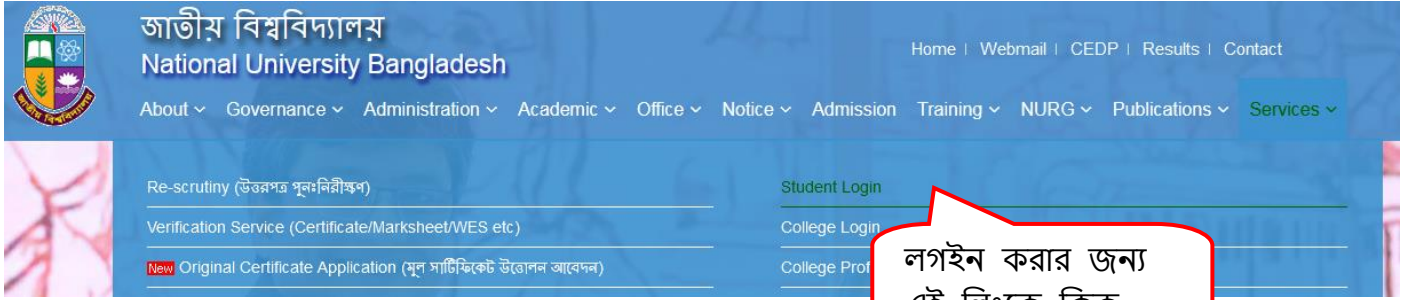 জাতীয় বিশ্ববিদ্যালয়
National University Bangladesh
Home | Webmail | CEDP | Results | Contact
About Governance Administration Academic Office Notice Admission Training NURG Publications Services
Re-scrutiny (উত্তরপত্র পুনঃনিরীক্ষণ)
Student Login
Verification Service (Certificate/Marksheet/WES etc)
College Login
New Original Certificate Application (মূল সার্টিফিকেট উত্তোলন আবেদন)
College Prof
লগইন করার জন্য